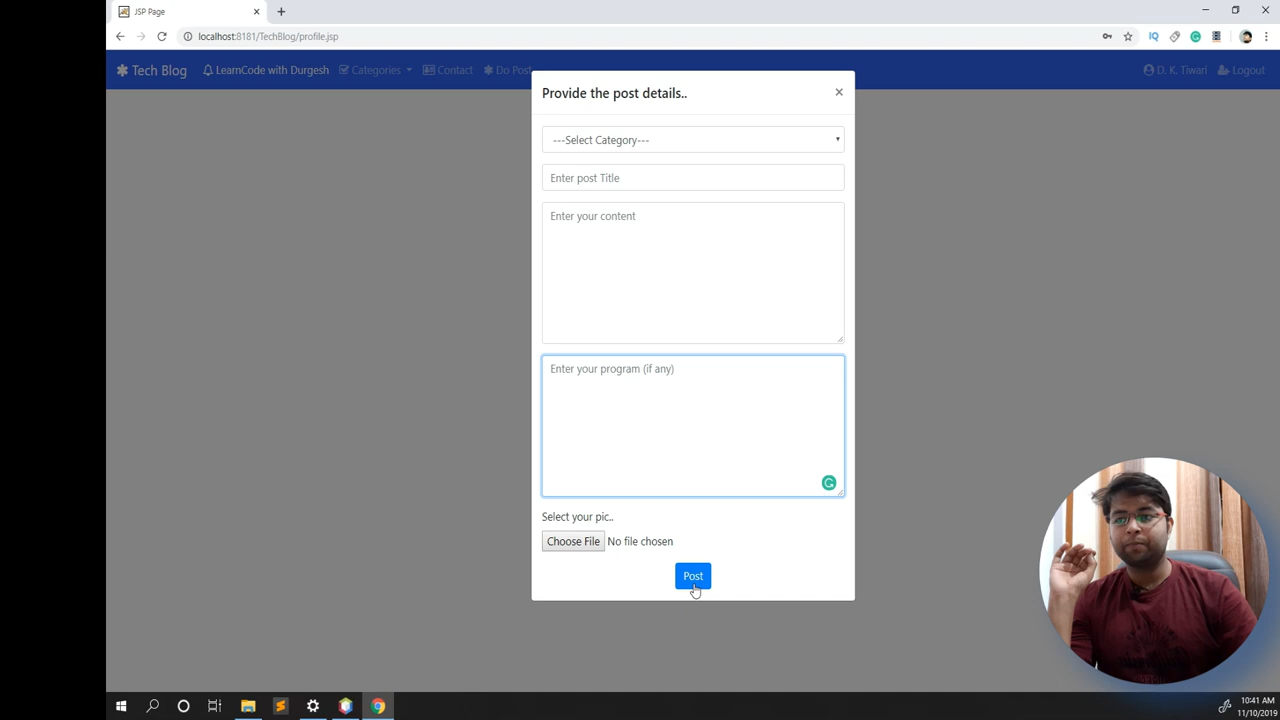 JSP Page
localhost:8181/TechBlog/profile.jsp
Tech Blog LearnCode with Durgesh Categories Contact Do Post D. K. Tiwari Logout
Provide the post details..
---Select Category---
Enter post Title
Enter your content
Enter your program (if any)
Select your pic..
Choose File No file chosen
Post
10:41 AM
11/10/2019